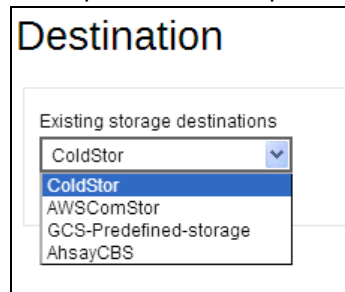 Destination
Existing storage destinations
ColdStor
ColdStor
AWSComStor
GCS-Predefined-storage
AhsayCBS